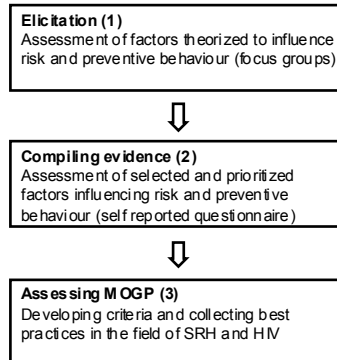 Elicitation (1)
Assessment of factors theorized to influence
risk and preventive behaviour (focus groups)
Compiling evidence (2)
Assessment of selected and prioritized
factors influencing risk and preventive
behaviour (self reported questionnaire)
Assessing MOGP (3)
Developing criteria and collecting best
practices in the field of SRH and HIV